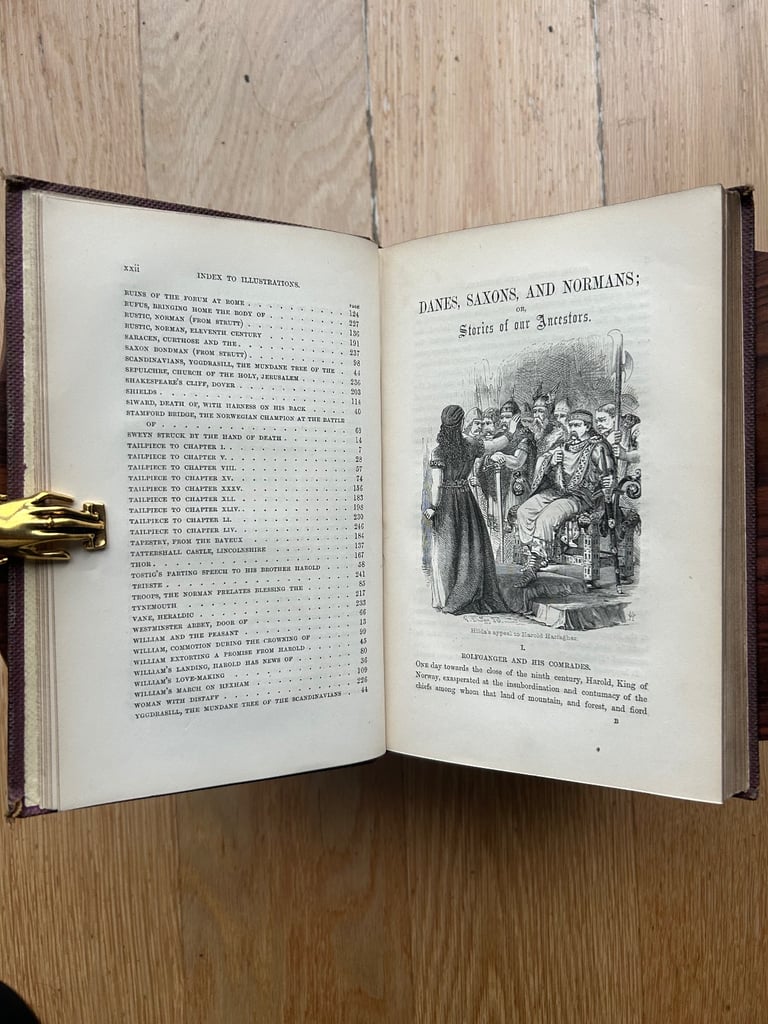 xxii
INDEX TO ILLUSTRATIONS.
PAGE
RUINS OF THE FORUM AT ROME . . . . . . . . 124
RUFUS, BRINGING HOME THE BODY OF . . . . . . . 227
RUSTIC, NORMAN (FROM STRUTT) . . . . . . . . 136
RUSTIC, NORMAN, ELEVENTH CENTURY . . . . . . . 191
SARACEN, CURTHOSE AND THE . . . . . . . . . 237
SAXON BONDMAN (FROM STRUTT) . . . . . . . . 98
SCANDINAVIANS, YGGDRASILL, THE MUNDANE TREE OF THE . . 44
SEPULCHRE, CHURCH OF THE HOLY, JERUSALEM . . . . . 236
SHAKESPEARE'S CLIFF, DOVER . . . . . . . . . 203
SHIELDS . . . . . . . . . . . . . 114
SIWARD, DEATH OF, WITH HARNESS ON HIS BACK . . . . 40
STAMFORD BRIDGE, THE NORWEGIAN CHAMPION AT THE BATTLE
OF . . . . . . . . . . . . . 63
SWEYN STRUCK BY THE HAND OF DEATH . . . . . . . 14
TAILPIECE TO CHAPTER I. . . . . . . . . . . 7
TAILPIECE TO CHAPTER V. . . . . . . . . . . 28
TAILPIECE TO CHAPTER VIII. . . . . . . . . . 57
TAILPIECE TO CHAPTER XV. . . . . . . . . . 74
TAILPIECE TO CHAPTER XXXV. . . . . . . . . . 156
TAILPIECE TO CHAPTER XLI. . . . . . . . . . 183
TAILPIECE TO CHAPTER XLIV. . . . . . . . . . 198
TAILPIECE TO CHAPTER LI. . . . . . . . . . 230
TAILPIECE TO CHAPTER LIV. . . . . . . . . . 246
TAPESTRY, FROM THE BAYEUX . . . . . . . . . 184
TATTERSHALL CASTLE, LINCOLNSHIRE . . . . . . . 137
THOR . . . . . . . . . . . . . . 167
TOSTIG'S PARTING SPEECH TO HIS BROTHER HAROLD . . . 58
TRIESTE . . . . . . . . . . . . . 241
TROOPS, THE NORMAN PRELATES BLESSING THE . . . . . 85
TYNEMOUTH . . . . . . . . . . . . 217
VANE, HERALDIC . . . . . . . . . . . 233
WESTMINSTER ABBEY, DOOR OF . . . . . . . . 66
WILLIAM AND THE PEASANT . . . . . . . . . 13
WILLIAM, COMMOTION DURING THE CROWNING OF . . . . 99
WILLIAM EXTORTING A PROMISE FROM HAROLD . . . . . 45
WILLIAM'S LANDING, HAROLD HAS NEWS OF . . . . . . 80
WILLIAM'S LOVE-MAKING . . . . . . . . . . 36
WILLIAM'S MARCH ON HEXHAM . . . . . . . . . 109
WOMAN WITH DISTAFF . . . . . . . . . . 226
YGGDRASILL, THE MUNDANE TREE OF THE SCANDINAVIANS . . 44
DANES, SAXONS, AND NORMANS;
OR,
Stories of our Ancestors.
Hilda's appeal to Harold Harfagher.
I.
ROLFGANGER AND HIS COMRADES.
One day towards the close of the ninth century, Harold, King of
Norway, exasperated at the insubordination and contumacy of the
chiefs among whom that land of mountain, and forest, and fiord
B